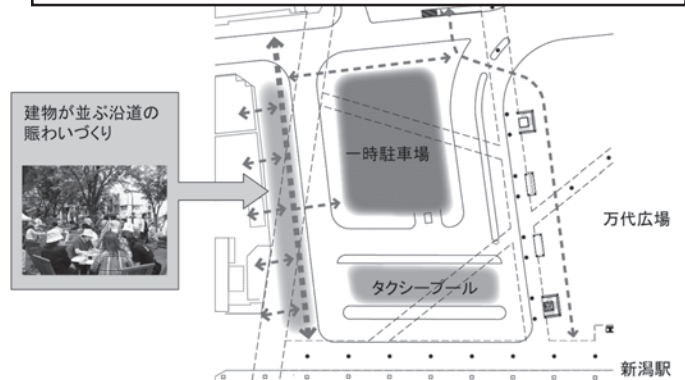 建物が並ぶ沿道の
賑わいづくり
一時駐車場
万代広場
タクシープール
新潟駅